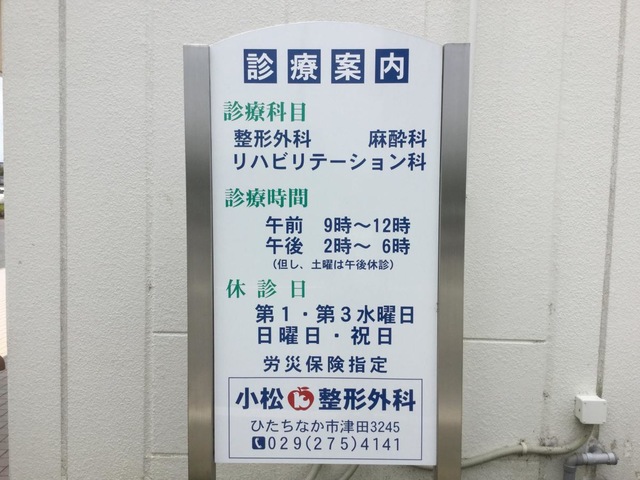 診療案内
診療科目
整形外科　麻酔科
リハビリテーション科
診療時間
午前　9時～12時
午後　2時～ 6時
（但し、土曜は午後休診）
休診日
第1・第3水曜日
日曜日・祝日
労災保険指定
小松整形外科
ひたちなか市津田3245
029(275)4141